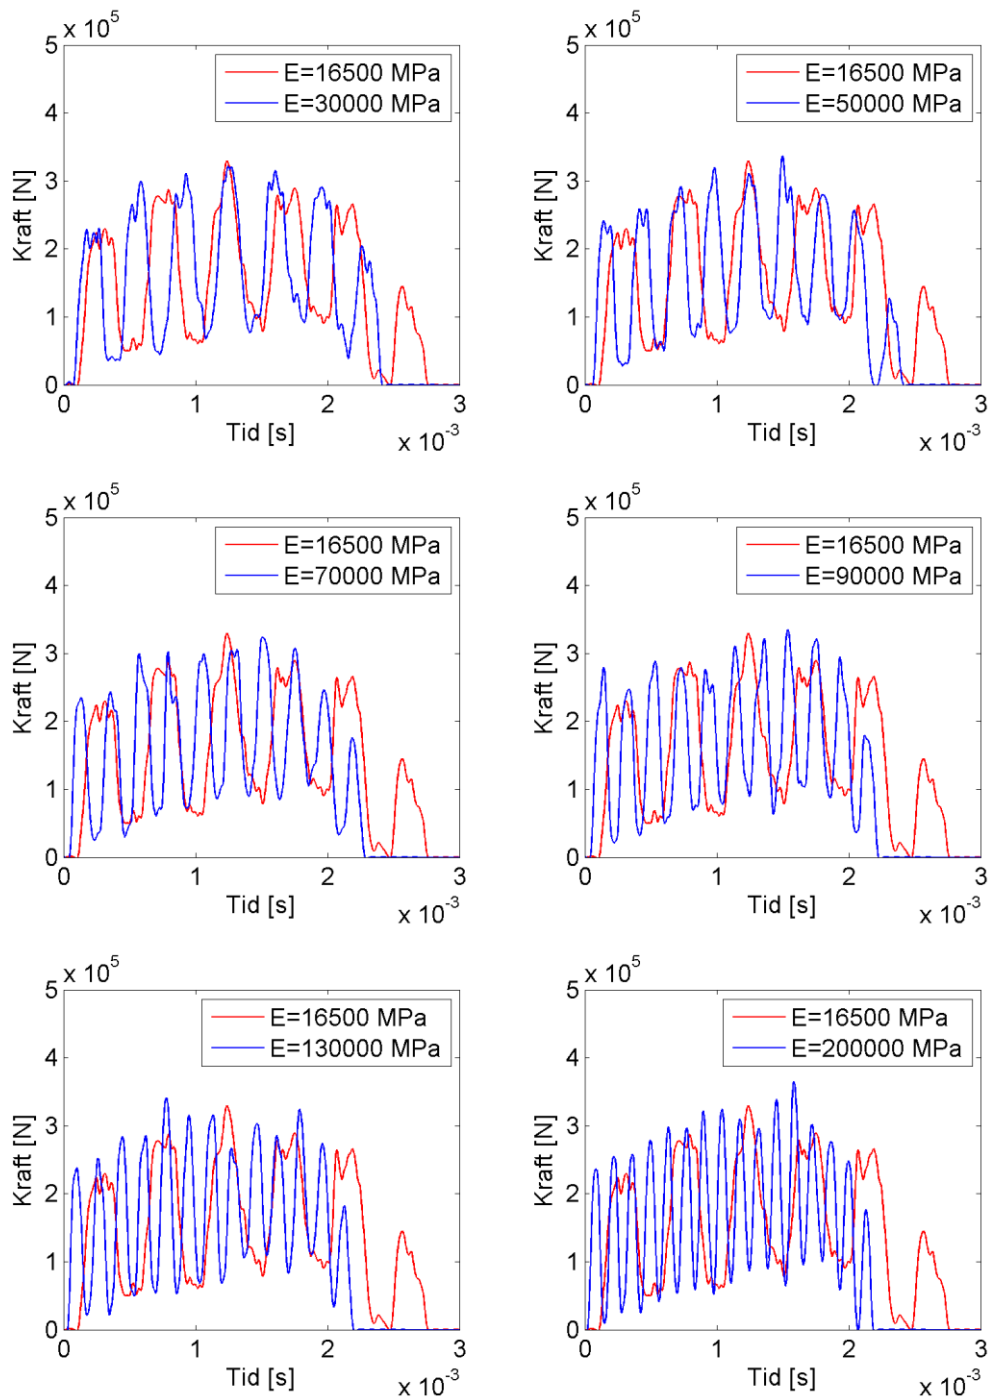 x 10^5
5
E=16500 MPa
E=30000 MPa
4
3
Kraft [N]
2
1
0
0 1 2 3
Tid [s]
x 10^-3
x 10^5
5
E=16500 MPa
E=50000 MPa
4
3
Kraft [N]
2
1
0
0 1 2 3
Tid [s]
x 10^-3
x 10^5
5
E=16500 MPa
E=70000 MPa
4
3
Kraft [N]
2
1
0
0 1 2 3
Tid [s]
x 10^-3
x 10^5
5
E=16500 MPa
E=90000 MPa
4
3
Kraft [N]
2
1
0
0 1 2 3
Tid [s]
x 10^-3
x 10^5
5
E=16500 MPa
E=130000 MPa
4
3
Kraft [N]
2
1
0
0 1 2 3
Tid [s]
x 10^-3
x 10^5
5
E=16500 MPa
E=200000 MPa
4
3
Kraft [N]
2
1
0
0 1 2 3
Tid [s]
x 10^-3